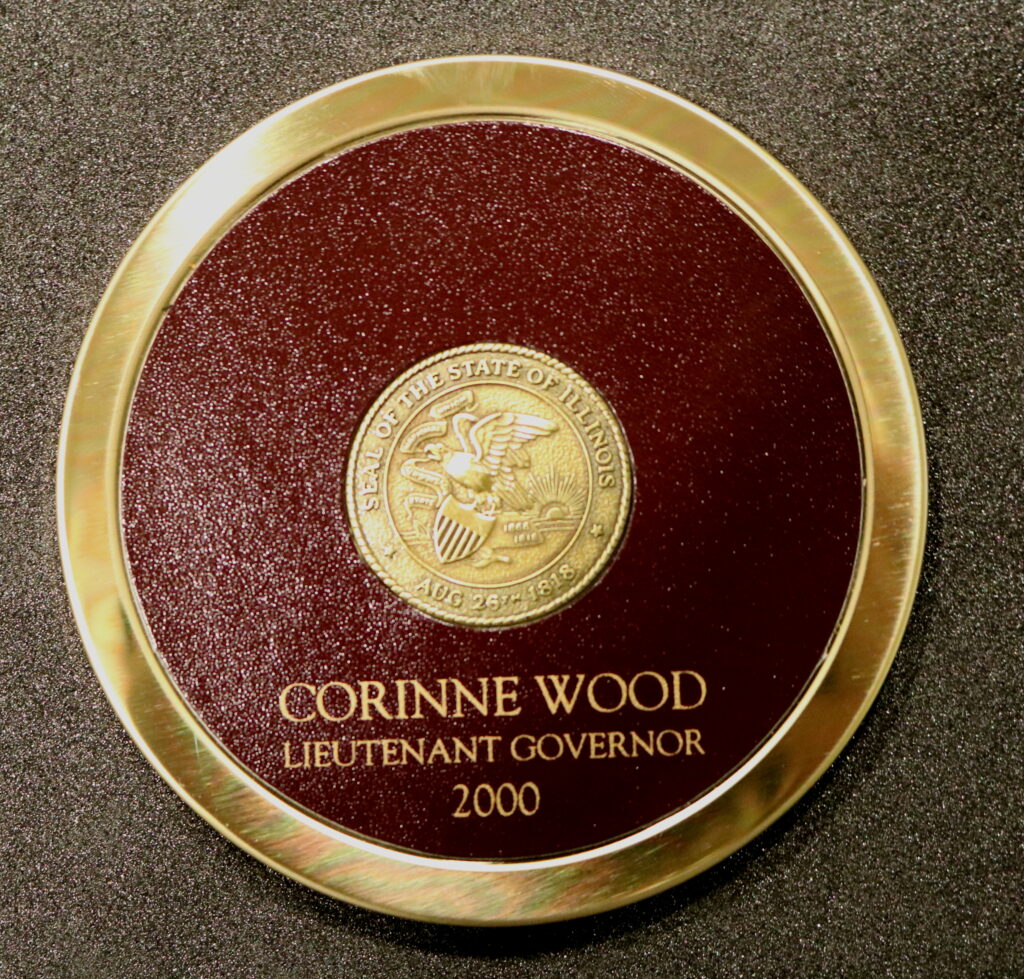 SEAL OF THE STATE OF ILLINOIS
AUG 26TH 1818
CORINNE WOOD
LIEUTENANT GOVERNOR
2000